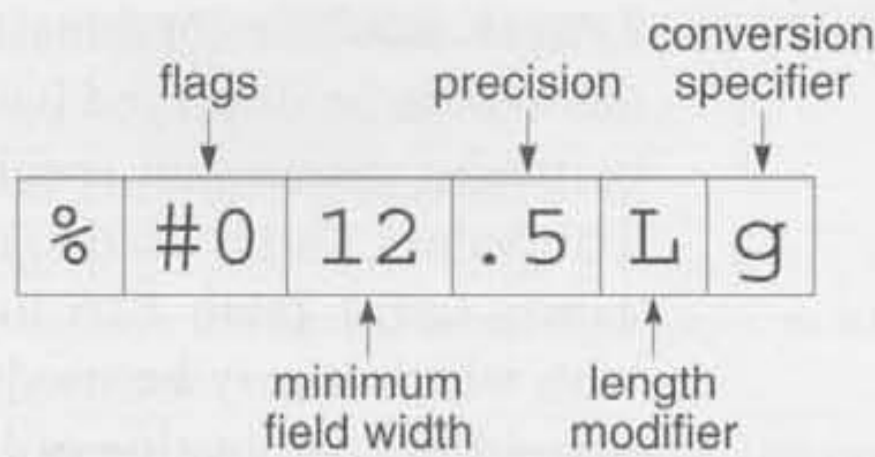 conversion
flags precision specifier
% #0 12 .5 L g
minimum length
field width modifier